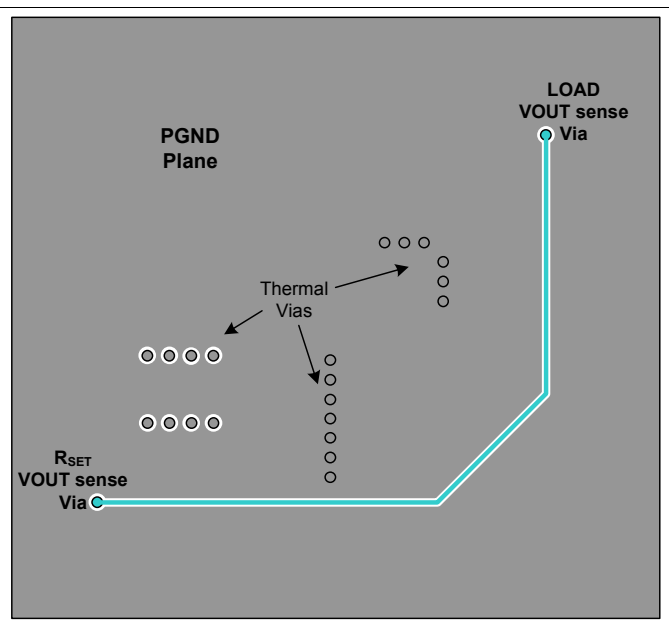 LOAD
VOUT sense
Via
PGND
Plane
Thermal
Vias
RSET
VOUT sense
Via